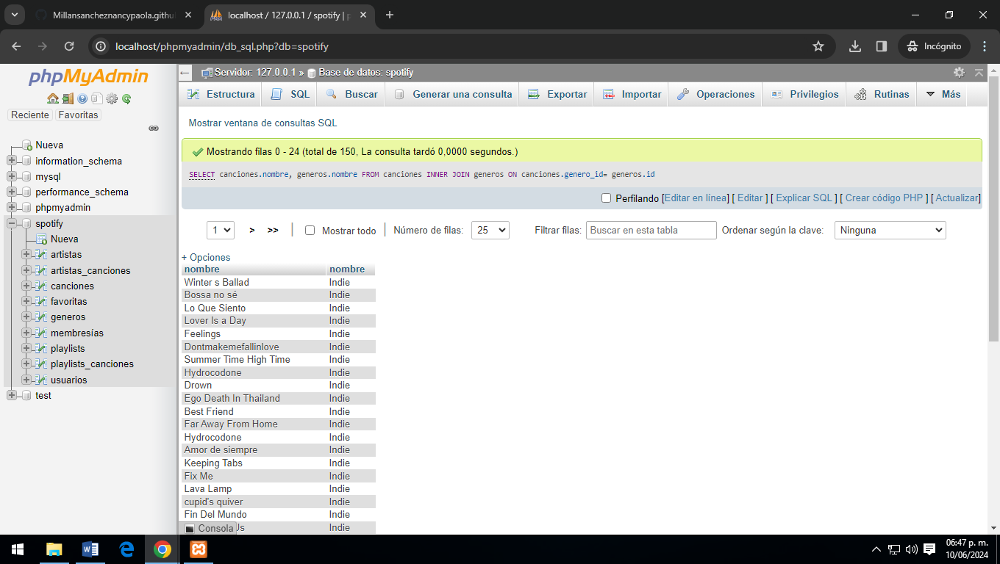 Millansancheznancypaola.githu
localhost / 127.0.0.1 / spotify | p
localhost/phpmyadmin/db_sql.php?db=spotify
Incógnito
phpMyAdmin
Reciente Favoritas
Nueva
information_schema
mysql
performance_schema
phpmyadmin
spotify
Nueva
artistas
artistas_canciones
canciones
favoritas
generos
membresías
playlists
playlists_canciones
usuarios
test
Servidor: 127.0.0.1 » Base de datos: spotify
Estructura SQL Buscar Generar una consulta Exportar Importar Operaciones Privilegios Rutinas Más
Mostrar ventana de consultas SQL
Mostrando filas 0 - 24 (total de 150, La consulta tardó 0,0000 segundos.)
SELECT canciones.nombre, generos.nombre FROM canciones INNER JOIN generos ON canciones.genero_id= generos.id
Perfilando [Editar en línea] [ Editar ] [ Explicar SQL ] [ Crear código PHP ] [ Actualizar]
1 > >> | Mostrar todo | Número de filas: 25 Filtrar filas: Buscar en esta tabla Ordenar según la clave: Ninguna
+ Opciones
nombre nombre
Winter s Ballad Indie
Bossa no sé Indie
Lo Que Siento Indie
Lover Is a Day Indie
Feelings Indie
Dontmakemefallinlove Indie
Summer Time High Time Indie
Hydrocodone Indie
Drown Indie
Ego Death In Thailand Indie
Best Friend Indie
Far Away From Home Indie
Hydrocodone Indie
Amor de siempre Indie
Keeping Tabs Indie
Fix Me Indie
Lava Lamp Indie
cupid's quiver Indie
Fin Del Mundo Indie
Indie
Consola
06:47 p. m.
10/06/2024